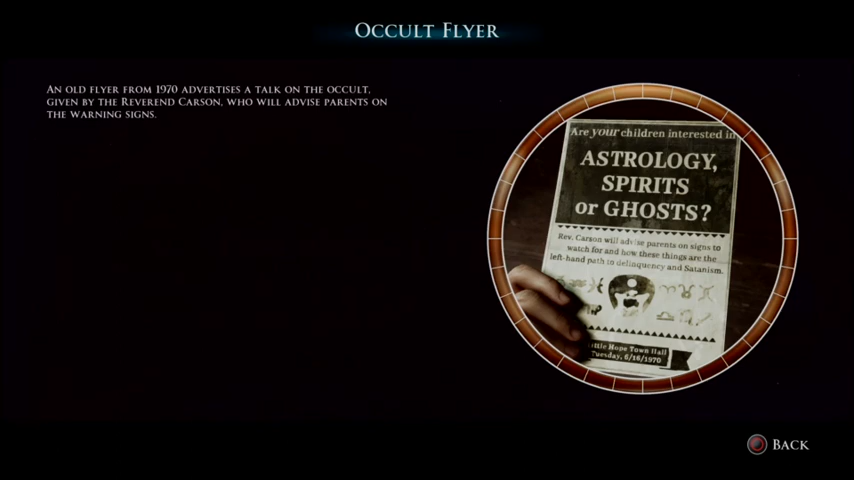 Occult Flyer
An old flyer from 1970 advertises a talk on the occult,
given by the Reverend Carson, who will advise parents on
the warning signs.
Are your children interested in
ASTROLOGY,
SPIRITS
or GHOSTS?
Rev. Carson will advise parents on signs to
watch for and how these things are the
left-hand path to delinquency and Satanism.
ttle Hope Town Hall
Tuesday, 6/16/1970
Back